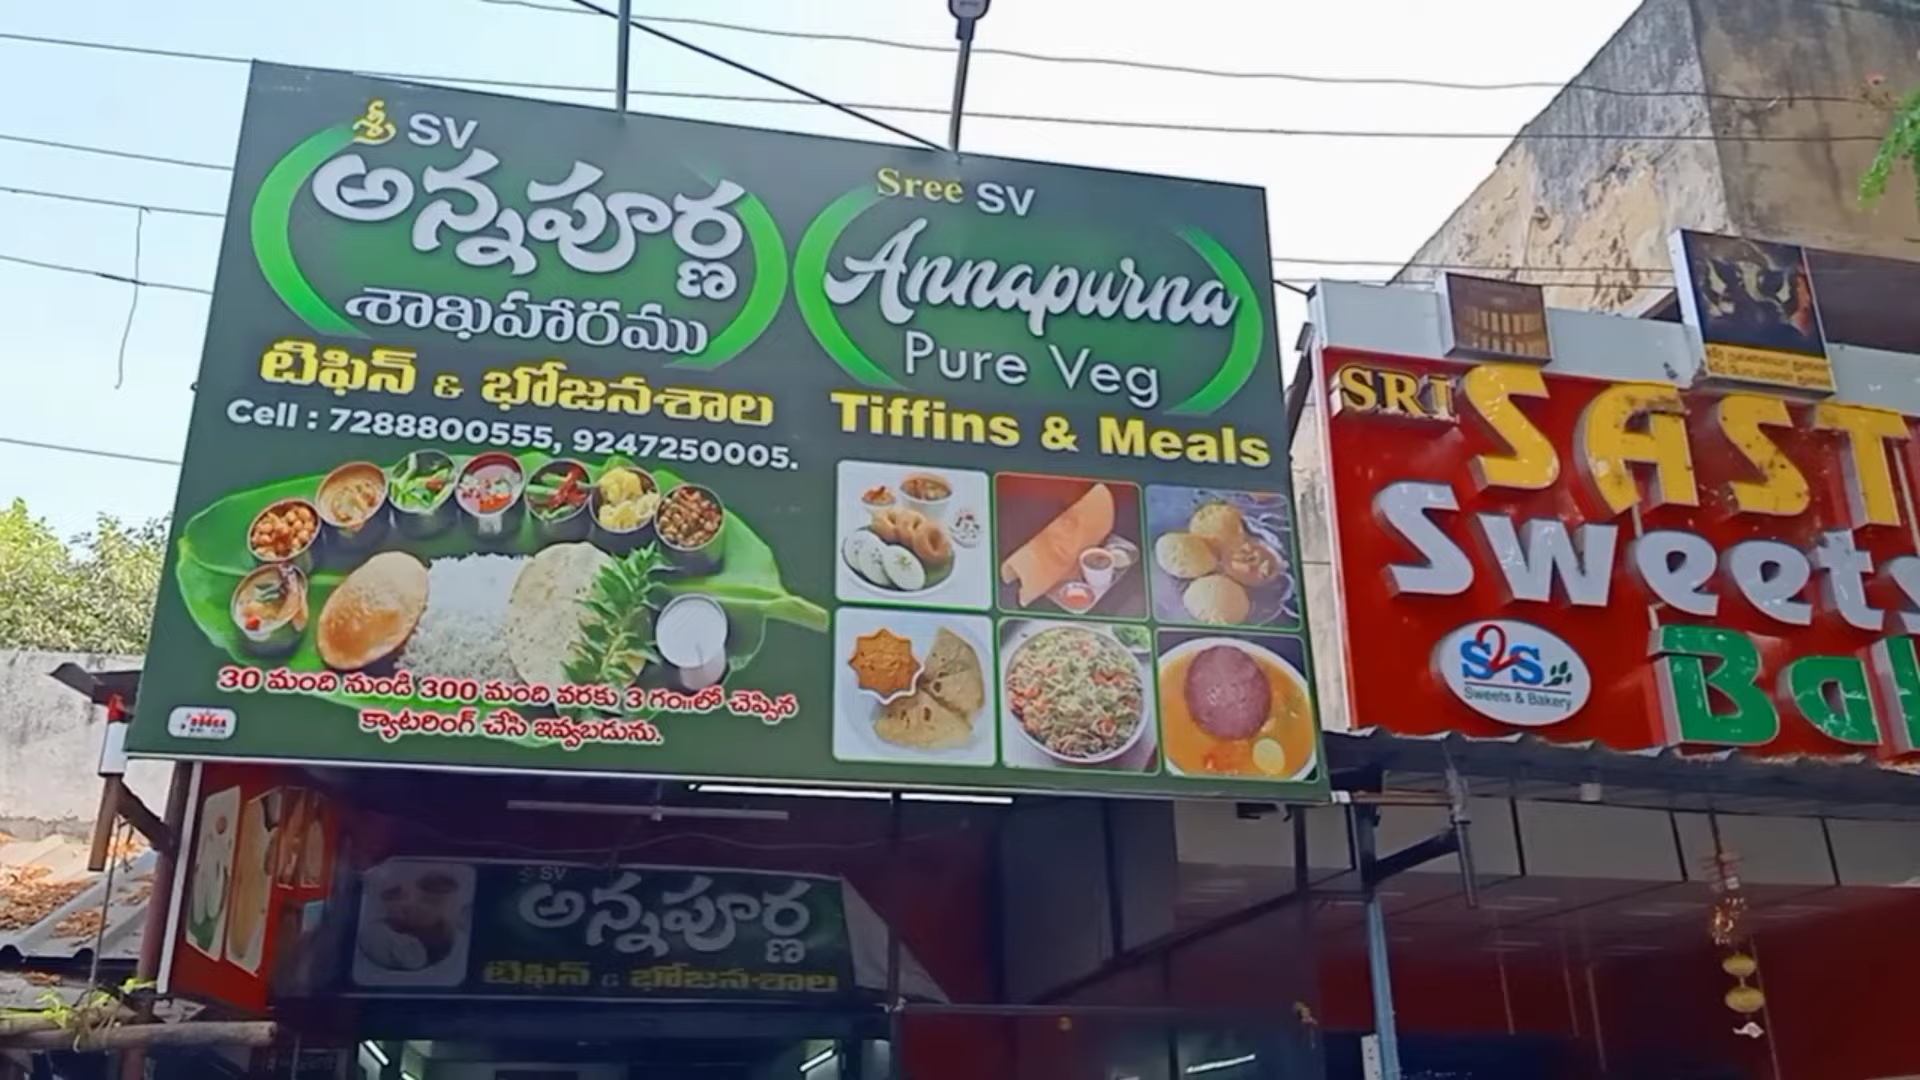 శ్రీ SV
అన్నపూర్ణ
శాఖాహారము
టిఫిన్ & భోజనశాల
Cell : 7288800555, 9247250005.
30 మంది నుండి 300 మంది వరకు 3 గం॥లో చెప్పిన
క్యాటరింగ్ చేసి ఇవ్వబడును.
Sree SV
Annapurna
Pure Veg
Tiffins & Meals
SRI SAST
Sweets
Bak
S2S
Sweets & Bakery
SV
అన్నపూర్ణ
టిఫిన్ & భోజనశాల